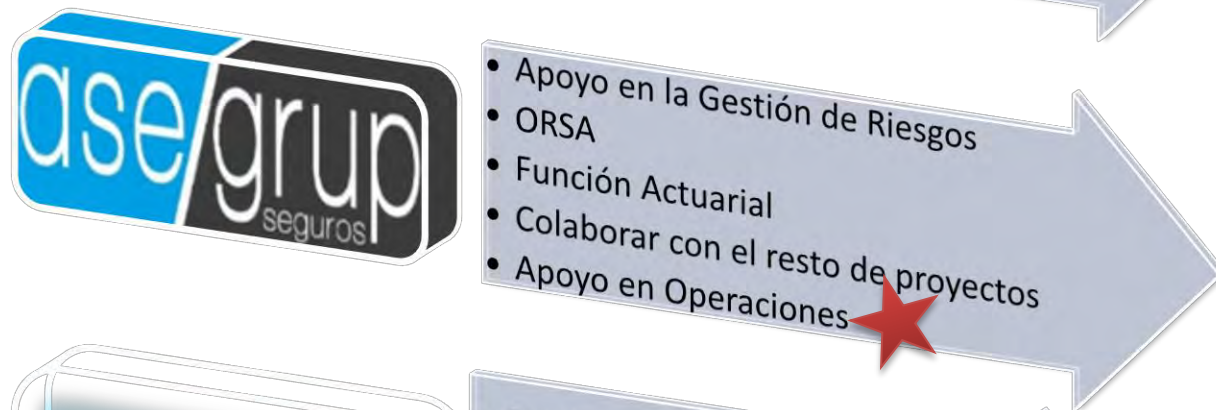 ase/grup
seguros
• Apoyo en la Gestión de Riesgos
• ORSA
• Función Actuarial
• Colaborar con el resto de proyectos
• Apoyo en Operaciones